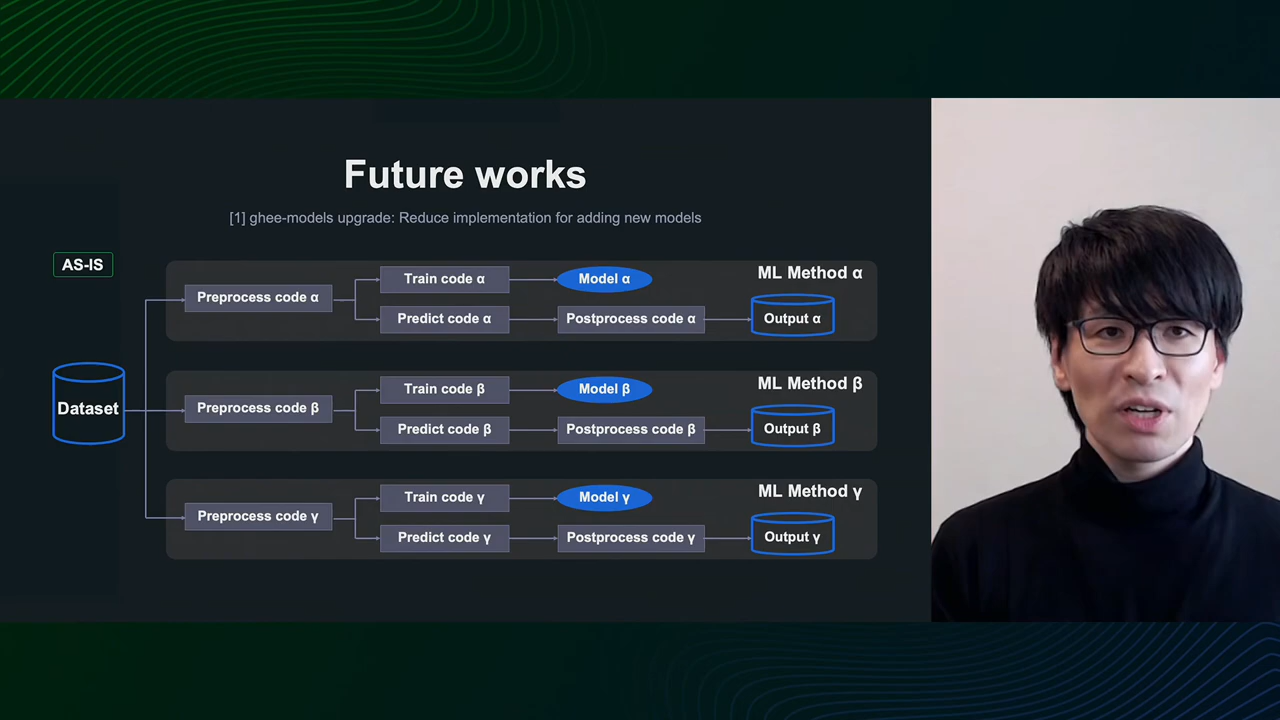 Future works
[1] ghee-models upgrade: Reduce implementation for adding new models
AS-IS
Dataset
ML Method α
Preprocess code α
Train code α
Model α
Predict code α
Postprocess code α
Output α
ML Method β
Preprocess code β
Train code β
Model β
Predict code β
Postprocess code β
Output β
ML Method γ
Preprocess code γ
Train code γ
Model γ
Predict code γ
Postprocess code γ
Output γ